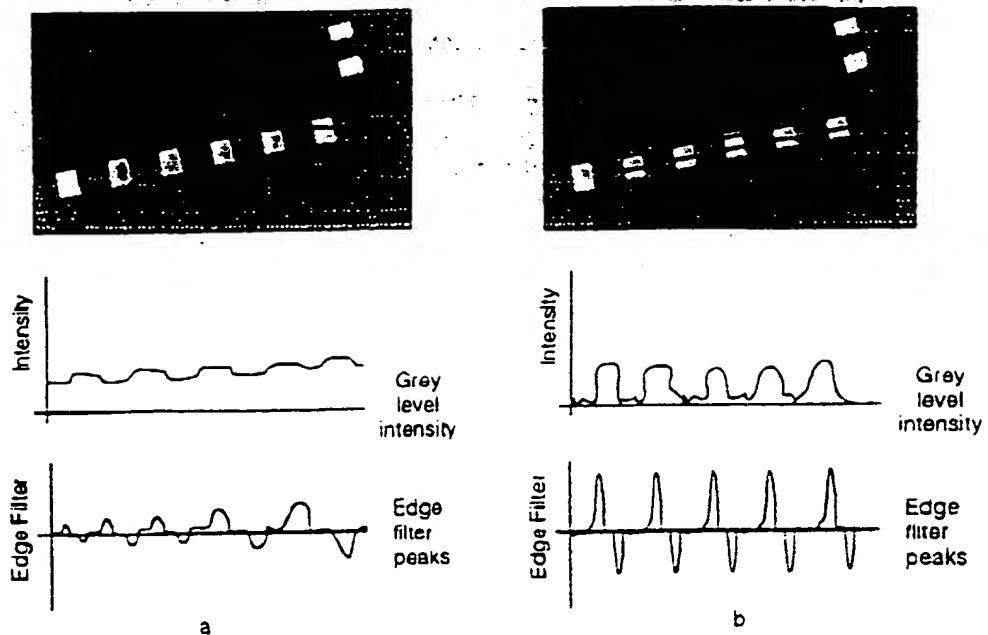 Intensity
Grey
level
intensity
Edge Filter
Edge
filter
peaks
a
Intensity
Grey
level
intensity
Edge Filter
Edge
filter
peaks
b